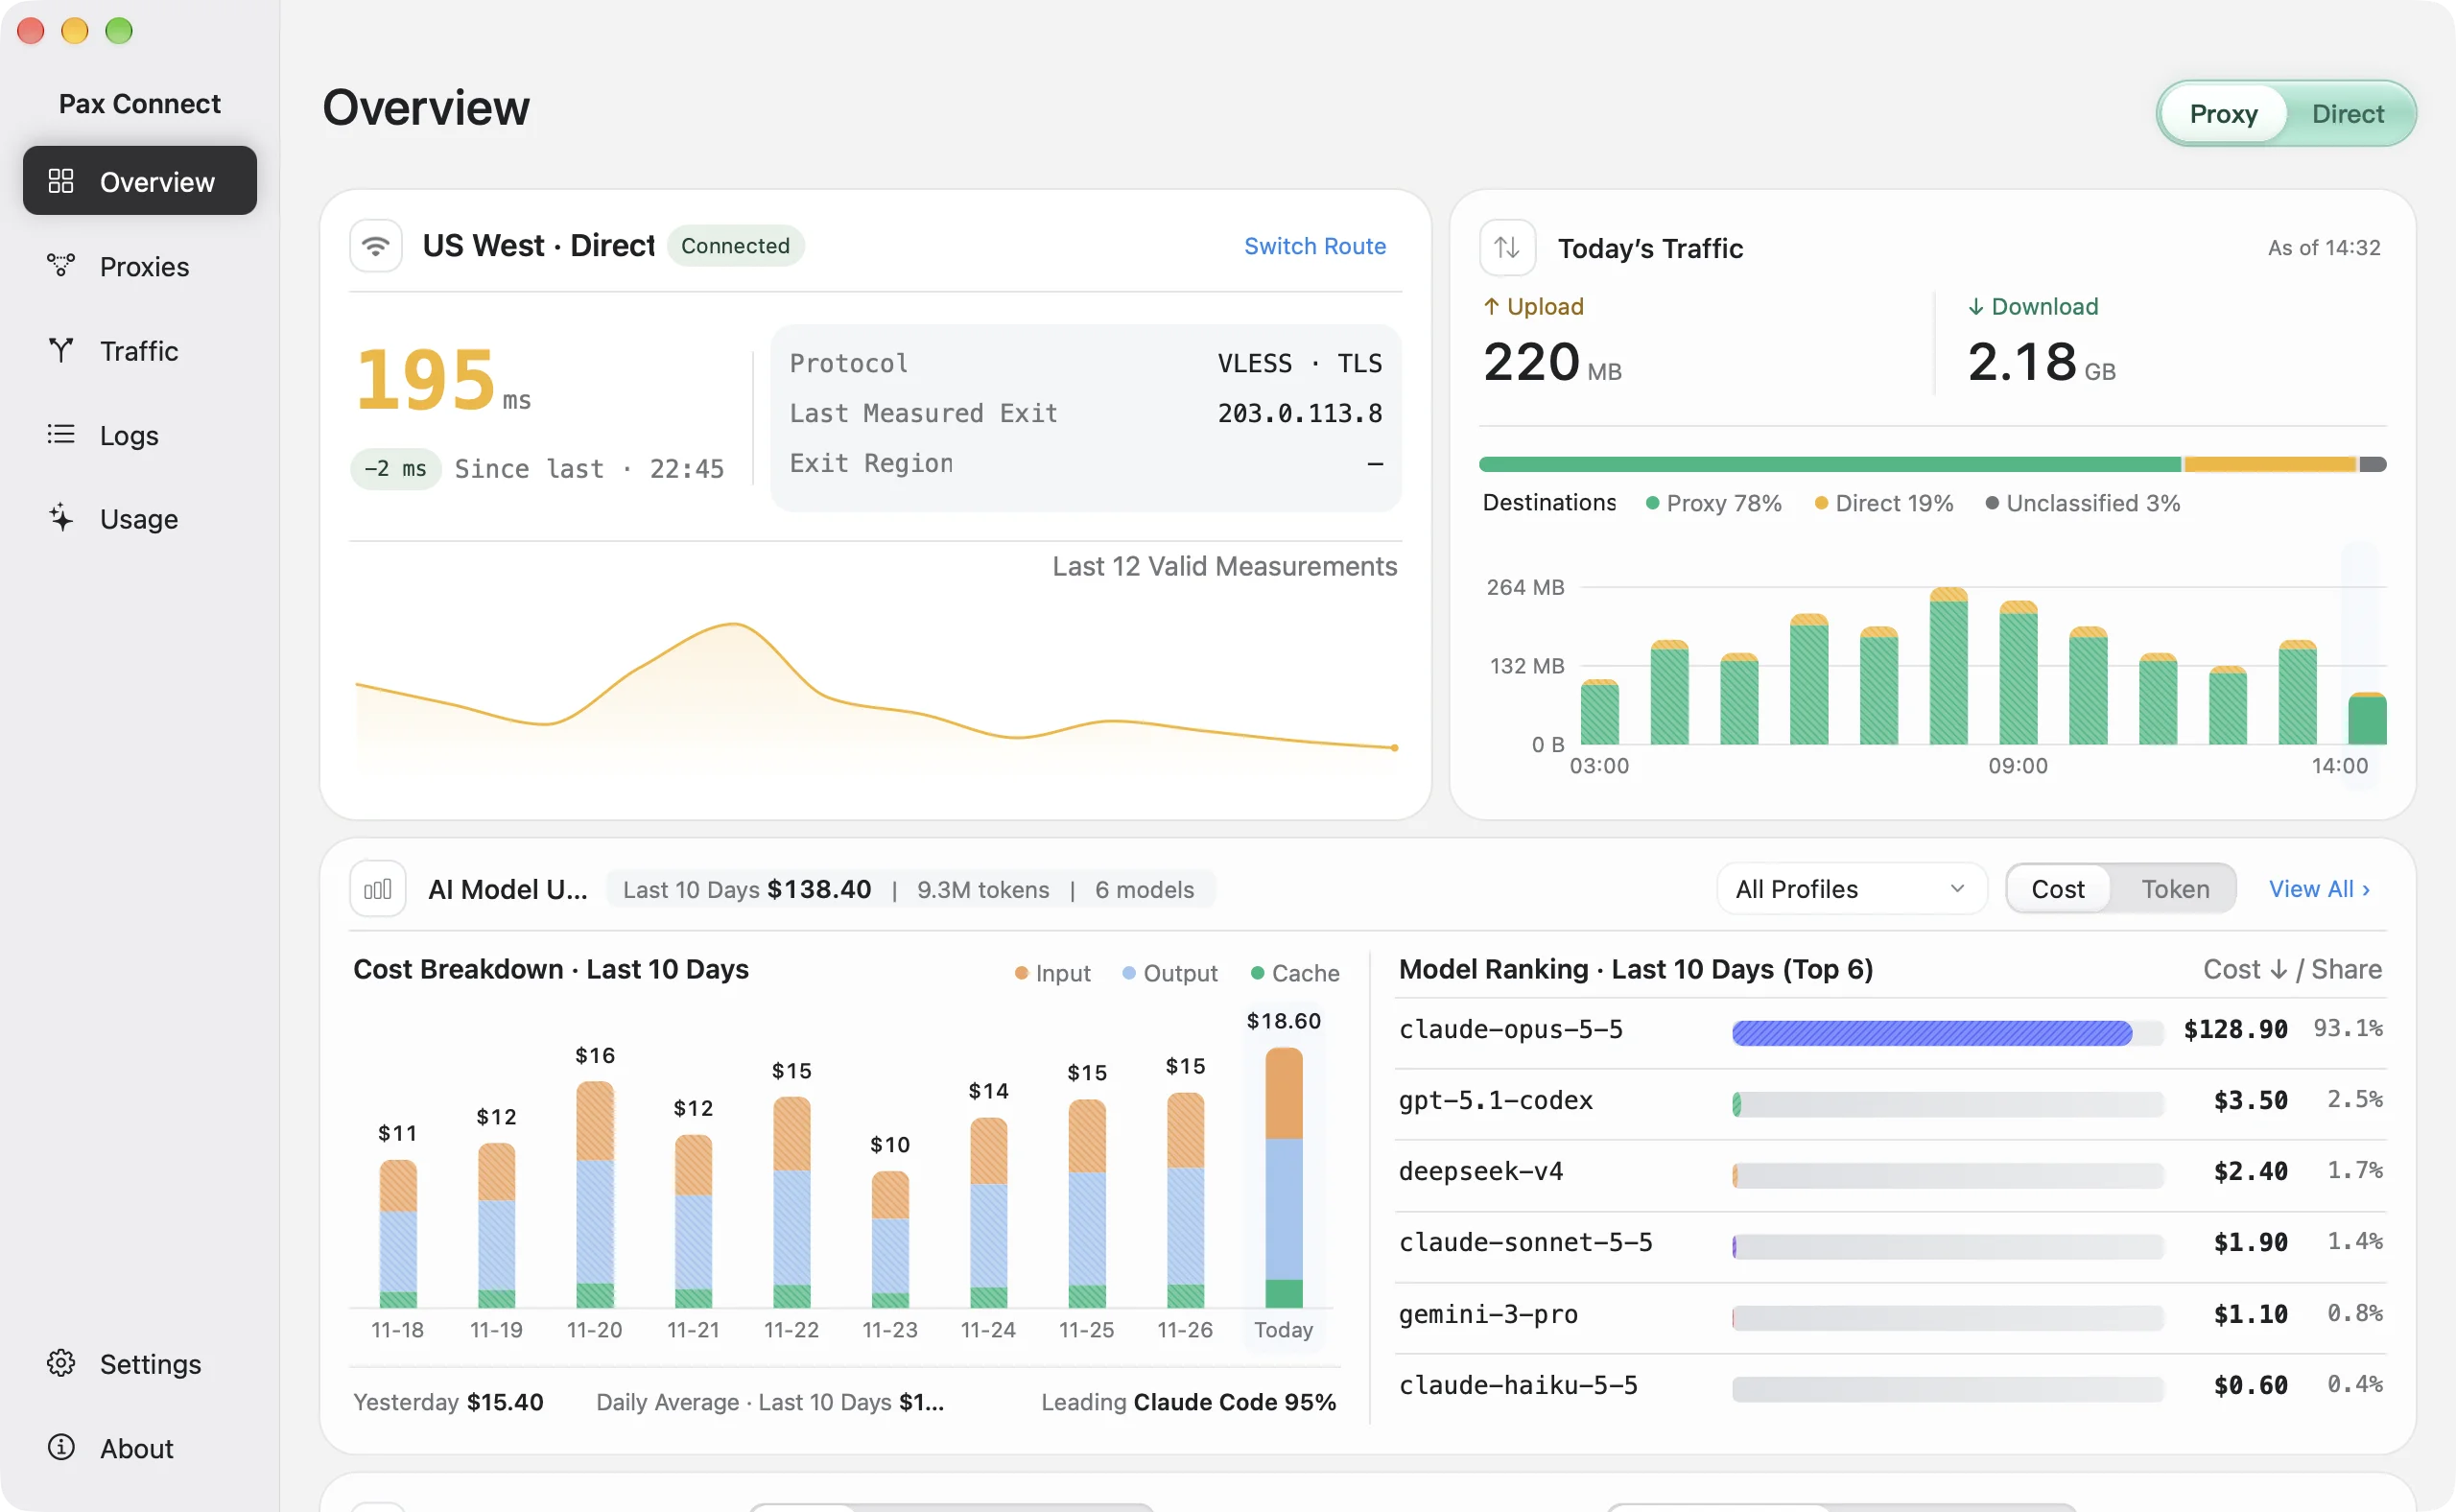 Pax Connect
Overview
Proxies
Traffic
Logs
Usage
Settings
About
Overview
Proxy Direct
US West · Direct Connected Switch Route
195 ms
−2 ms Since last · 22:45
Protocol VLESS · TLS
Last Measured Exit 203.0.113.8
Exit Region —
Last 12 Valid Measurements
Today’s Traffic As of 14:32
↑ Upload ↓ Download
220 MB 2.18 GB
Destinations Proxy 78% Direct 19% Unclassified 3%
264 MB
132 MB
0 B
03:00 09:00 14:00
AI Model U... Last 10 Days $138.40 | 9.3M tokens | 6 models All Profiles Cost Token View All ›
Cost Breakdown · Last 10 Days Input Output Cache
$11 $12 $16 $12 $15 $10 $14 $15 $15 $18.60
11-18 11-19 11-20 11-21 11-22 11-23 11-24 11-25 11-26 Today
Yesterday $15.40 Daily Average · Last 10 Days $1... Leading Claude Code 95%
Model Ranking · Last 10 Days (Top 6) Cost ↓ / Share
claude-opus-5-5 $128.90 93.1%
gpt-5.1-codex $3.50 2.5%
deepseek-v4 $2.40 1.7%
claude-sonnet-5-5 $1.90 1.4%
gemini-3-pro $1.10 0.8%
claude-haiku-5-5 $0.60 0.4%